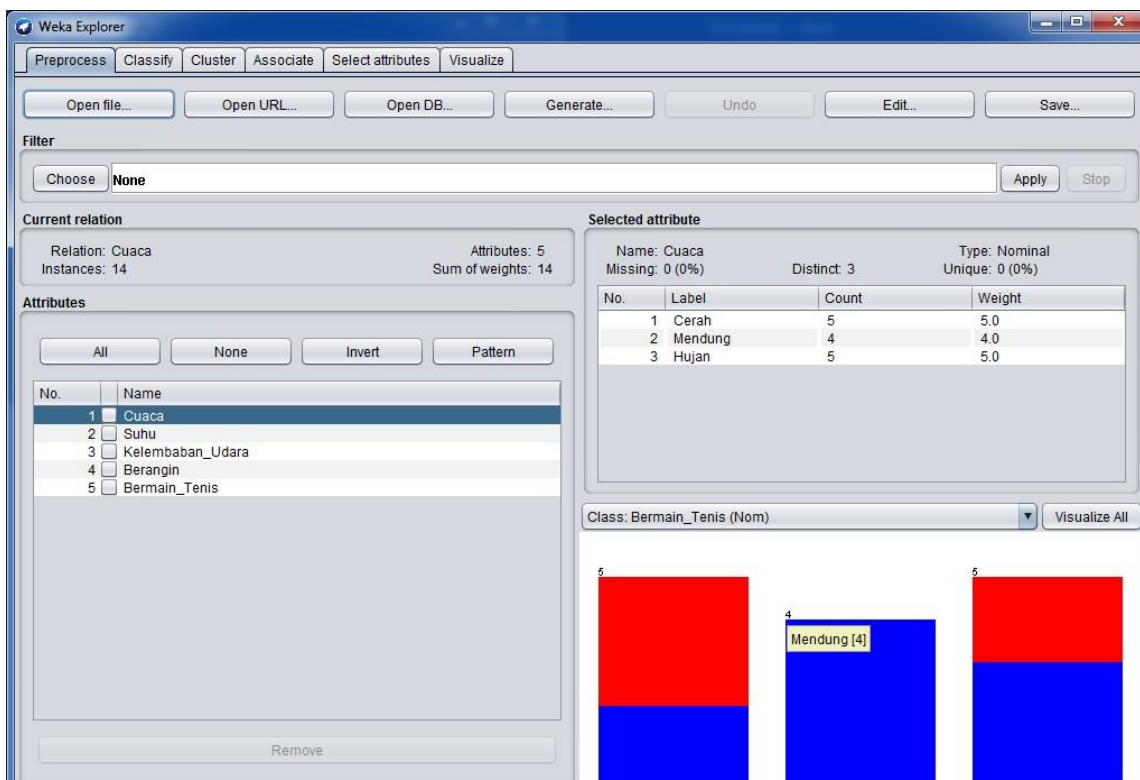 Weka Explorer
Preprocess Classify Cluster Associate Select attributes Visualize
Open file... Open URL... Open DB... Generate... Undo Edit... Save...
Filter
Choose None Apply Stop
Current relation
Relation: Cuaca Attributes: 5
Instances: 14 Sum of weights: 14
Attributes
All None Invert Pattern
No. Name
1 Cuaca
2 Suhu
3 Kelembaban_Udara
4 Berangin
5 Bermain_Tenis
Remove
Selected attribute
Name: Cuaca Type: Nominal
Missing: 0 (0%) Distinct: 3 Unique: 0 (0%)
No. Label Count Weight
1 Cerah 5 5.0
2 Mendung 4 4.0
3 Hujan 5 5.0
Class: Bermain_Tenis (Nom) Visualize All
5 5
4
Mendung [4]